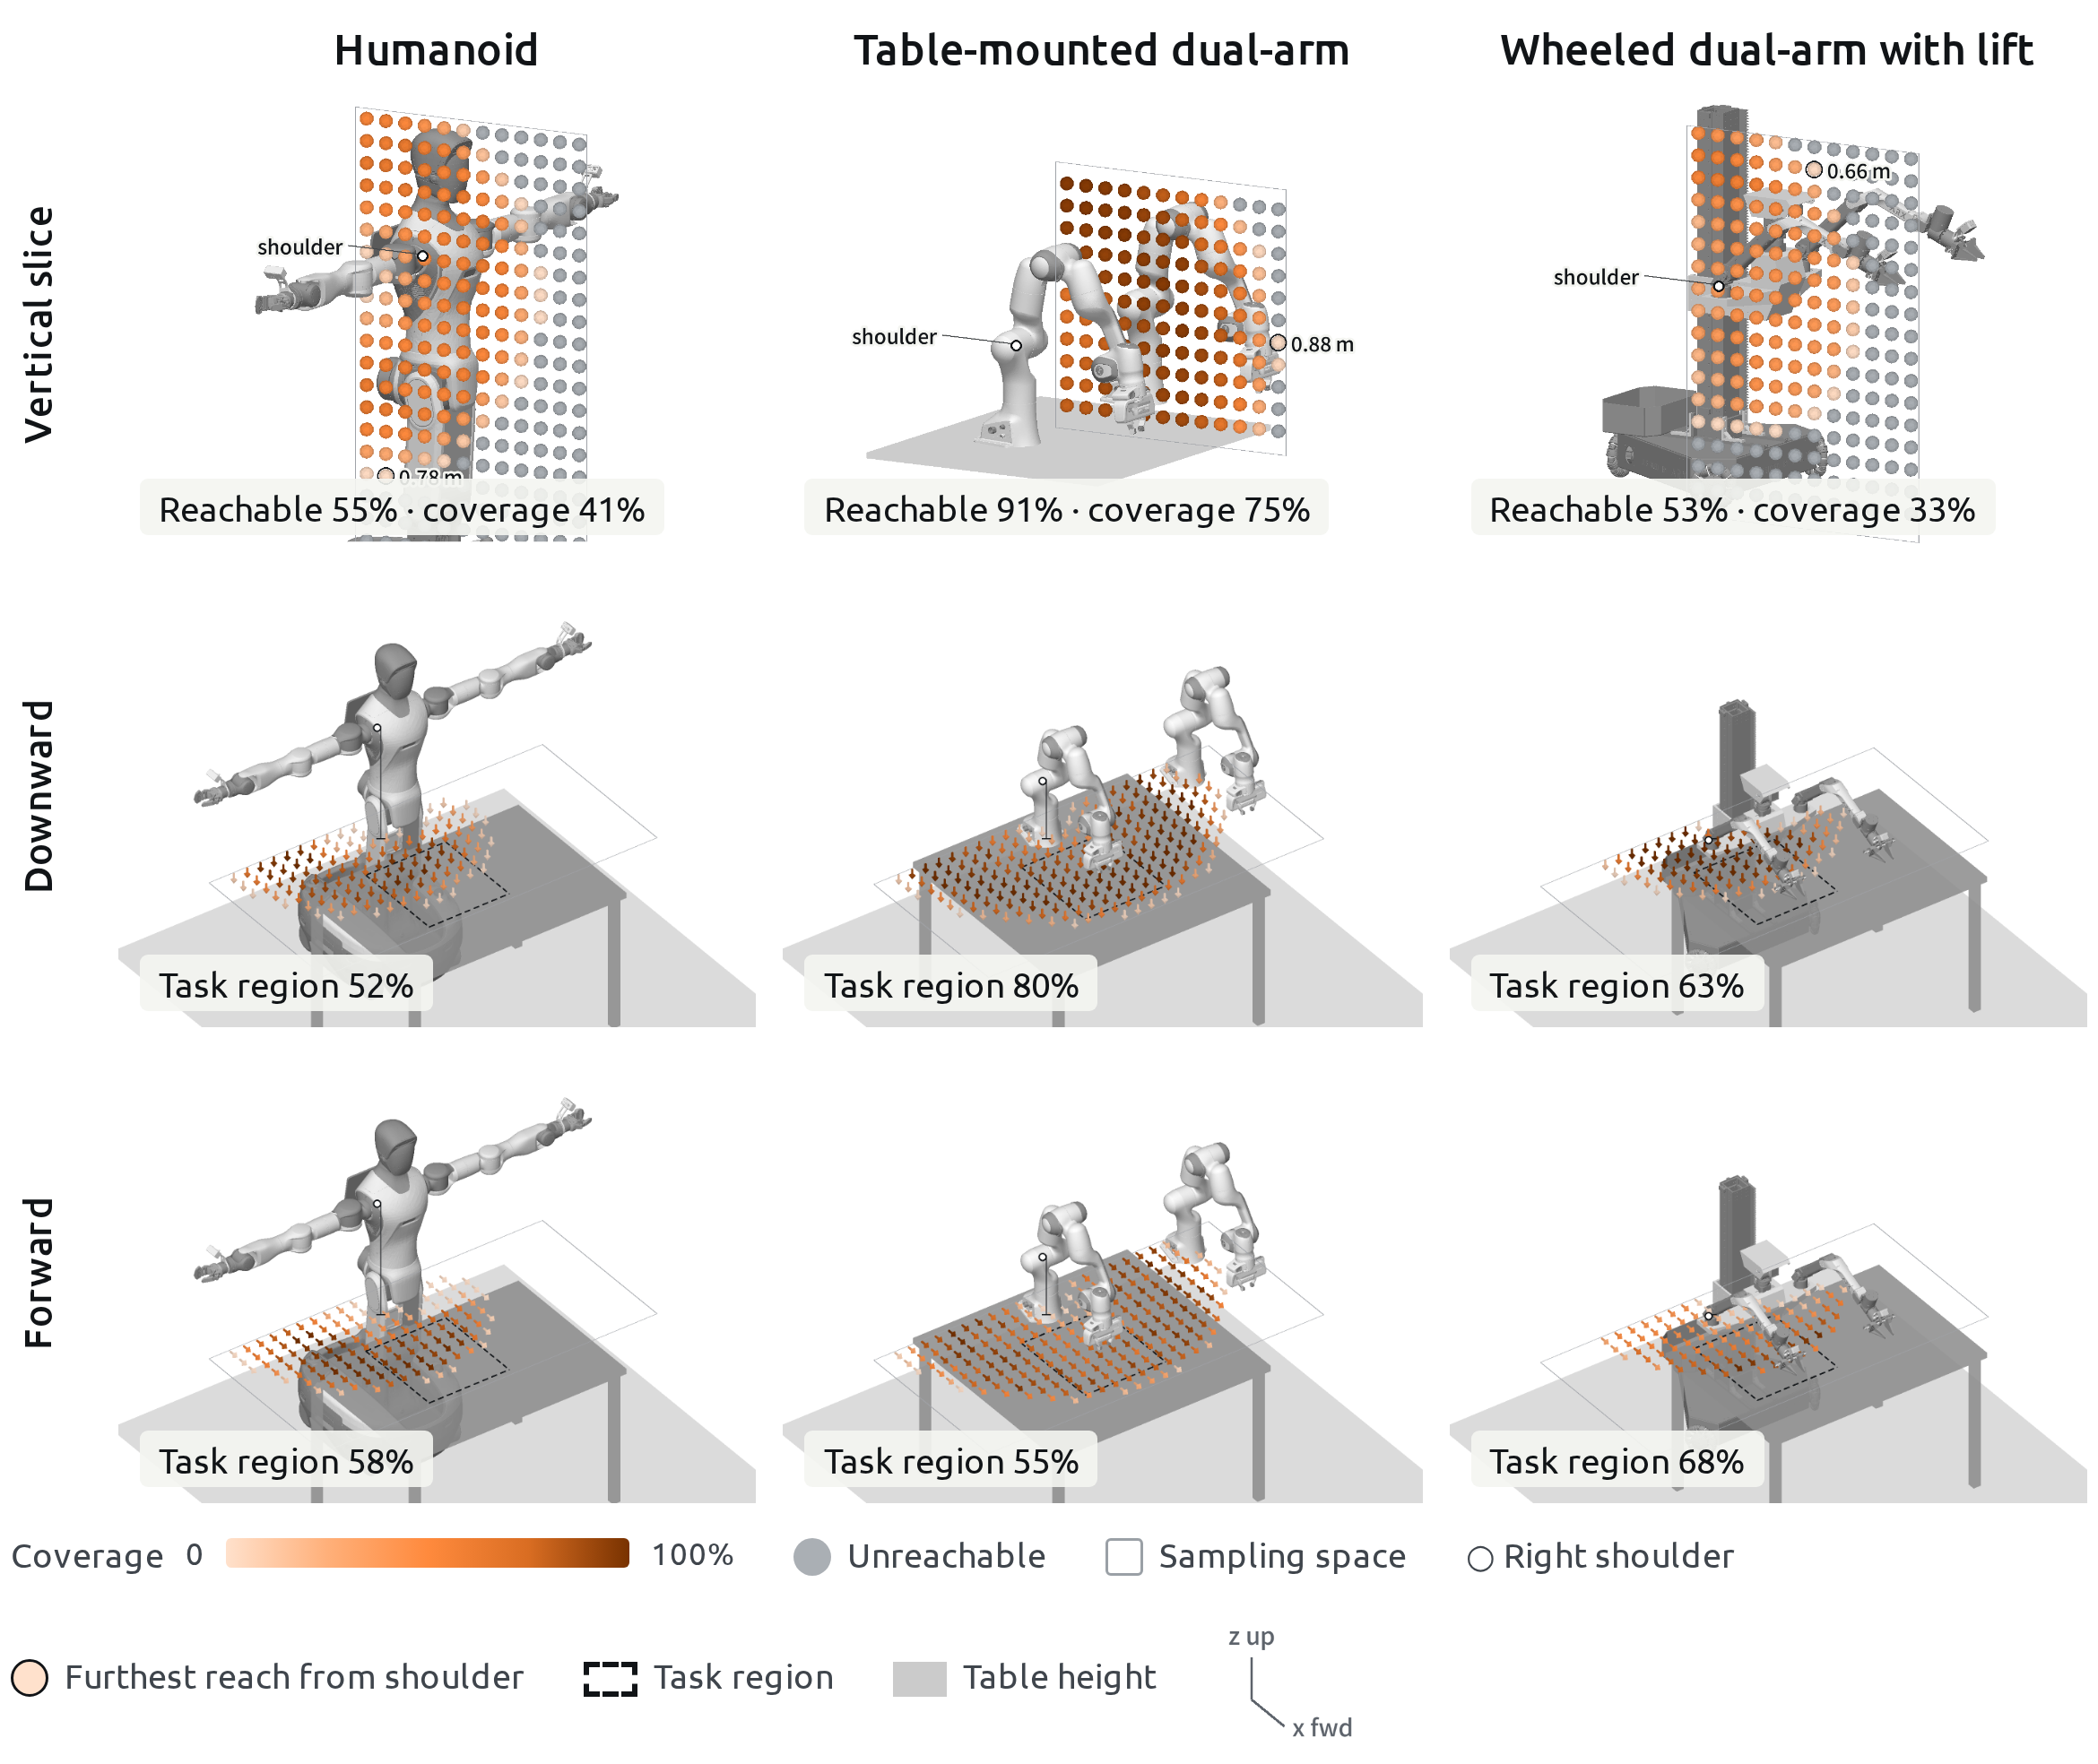 Humanoid
Table-mounted dual-arm
Wheeled dual-arm with lift
Vertical slice
shoulder
0.78 m
Reachable 55% · coverage 41%
shoulder
0.88 m
Reachable 91% · coverage 75%
0.66 m
shoulder
Reachable 53% · coverage 33%
Downward
Task region 52%
Task region 80%
Task region 63%
Forward
Task region 58%
Task region 55%
Task region 68%
Coverage 0 100%
Unreachable
Sampling space
Right shoulder
Furthest reach from shoulder
Task region
Table height
z up
x fwd